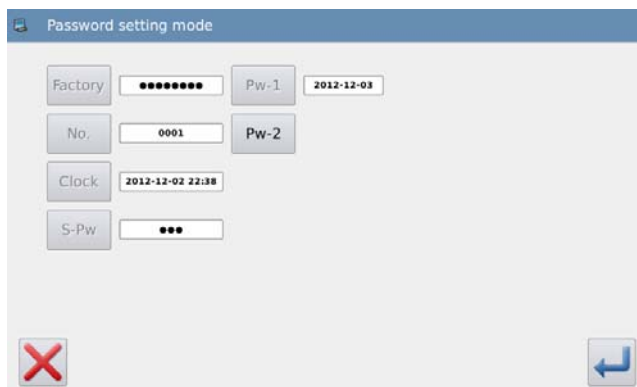 Password setting mode
Factory ●●●●●●●● Pw-1 2012-12-03
No. 0001 Pw-2
Clock 2012-12-02 22:38
S-Pw ●●●